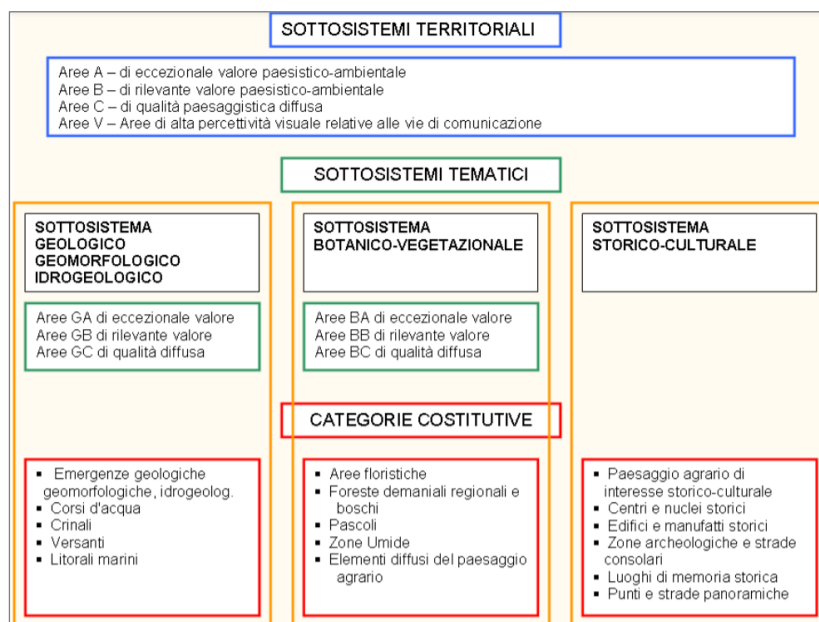 SOTTOSISTEMI TERRITORIALI
Aree A – di eccezionale valore paesistico-ambientale
Aree B – di rilevante valore paesistico-ambientale
Aree C – di qualità paesaggistica diffusa
Aree V – Aree di alta percettività visuale relative alle vie di comunicazione
SOTTOSISTEMI TEMATICI
SOTTOSISTEMA
GEOLOGICO
GEOMORFOLOGICO
IDROGEOLOGICO
Aree GA di eccezionale valore
Aree GB di rilevante valore
Aree GC di qualità diffusa
SOTTOSISTEMA
BOTANICO-VEGETAZIONALE
Aree BA di eccezionale valore
Aree BB di rilevante valore
Aree BC di qualità diffusa
SOTTOSISTEMA
STORICO-CULTURALE
CATEGORIE COSTITUTIVE
▪ Emergenze geologiche
geomorfologiche, idrogeolog.
▪ Corsi d'acqua
▪ Crinali
▪ Versanti
▪ Litorali marini
▪ Aree floristiche
▪ Foreste demaniali regionali e
boschi
▪ Pascoli
▪ Zone Umide
▪ Elementi diffusi del paesaggio
agrario
▪ Paesaggio agrario di
interesse storico-culturale
▪ Centri e nuclei storici
▪ Edifici e manufatti storici
▪ Zone archeologiche e strade
consolari
▪ Luoghi di memoria storica
▪ Punti e strade panoramiche